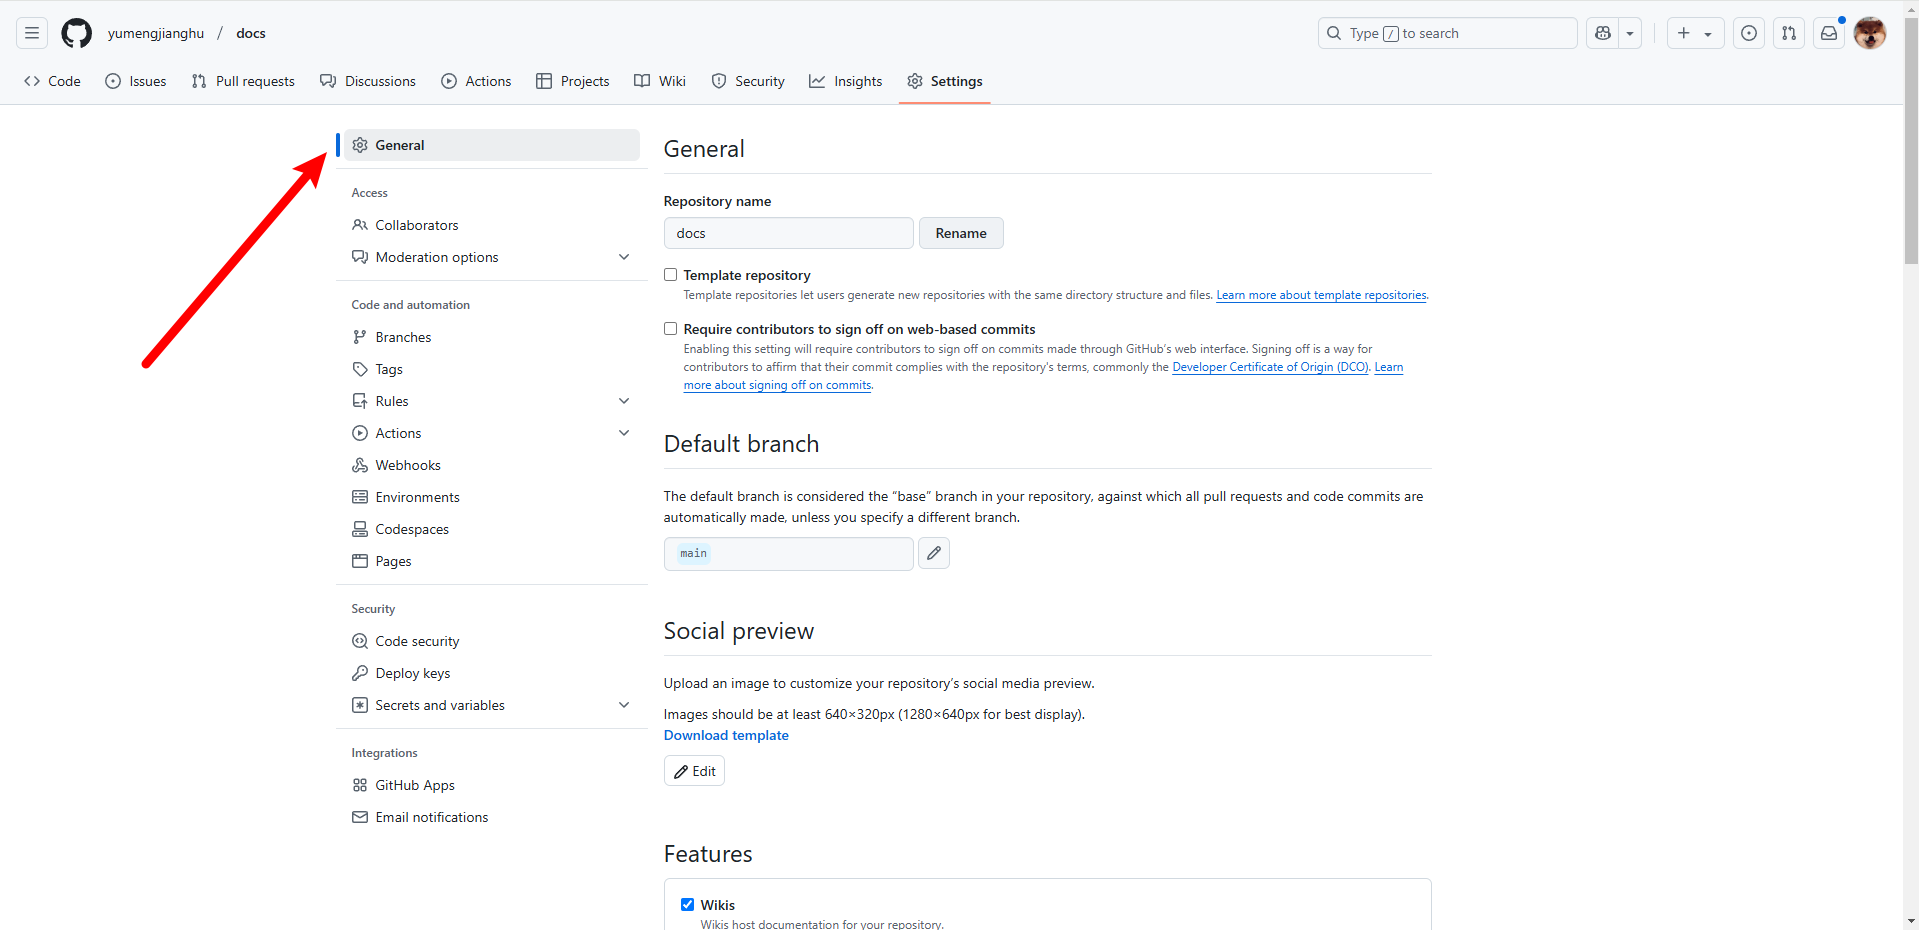 yumengjianghu / docs
Type / to search
Code Issues Pull requests Discussions Actions Projects Wiki Security Insights Settings
General
Access
Collaborators
Moderation options
Code and automation
Branches
Tags
Rules
Actions
Webhooks
Environments
Codespaces
Pages
Security
Code security
Deploy keys
Secrets and variables
Integrations
GitHub Apps
Email notifications
General
Repository name
docs Rename
Template repository
Template repositories let users generate new repositories with the same directory structure and files. Learn more about template repositories.
Require contributors to sign off on web-based commits
Enabling this setting will require contributors to sign off on commits made through GitHub's web interface. Signing off is a way for
contributors to affirm that their commit complies with the repository's terms, commonly the Developer Certificate of Origin (DCO). Learn
more about signing off on commits.
Default branch
The default branch is considered the “base” branch in your repository, against which all pull requests and code commits are
automatically made, unless you specify a different branch.
main
Social preview
Upload an image to customize your repository's social media preview.
Images should be at least 640×320px (1280×640px for best display).
Download template
Edit
Features
Wikis
Wikis host documentation for your repository.